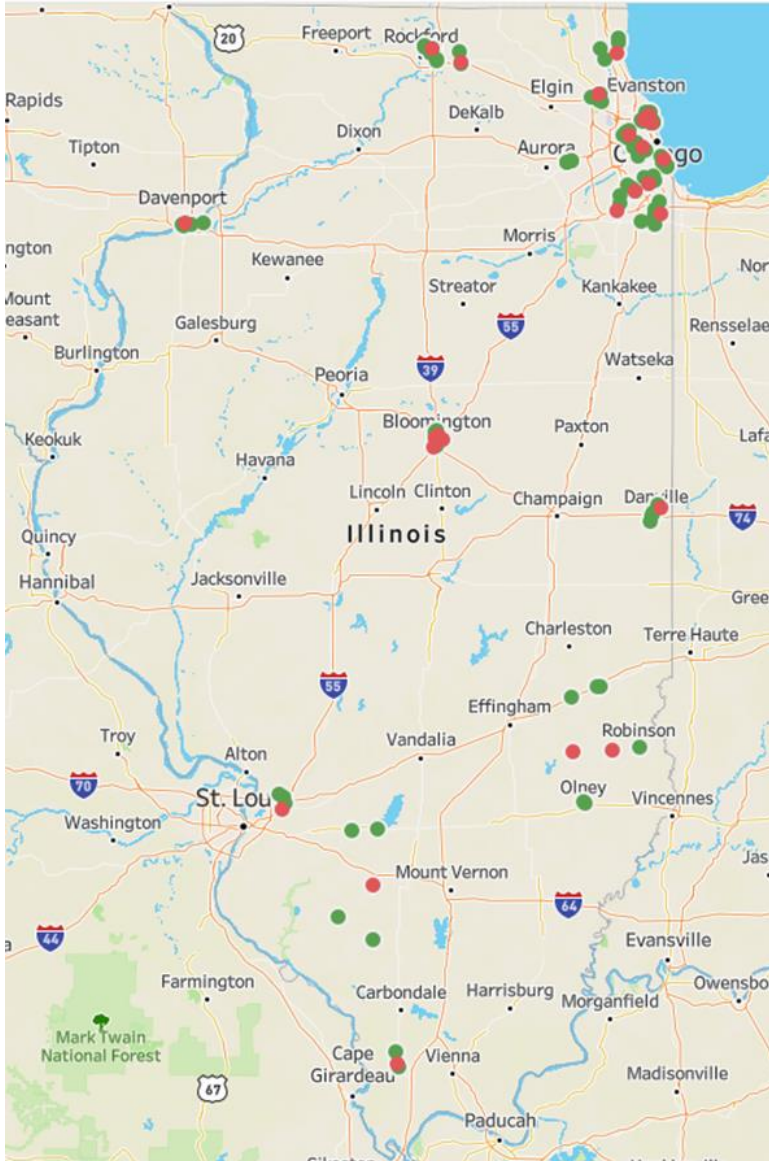 20
Freeport
Rockford
Rapids
Elgin
Evanston
DeKalb
Tipton
Dixon
Aurora
Davenport
ngton
Morris
Kewanee
Nor
Mount
easant
Streator
Kankakee
Galesburg
55
Rensselae
Burlington
39
Watseka
Peoria
Bloomington
Paxton
Lafa
Keokuk
Havana
Lincoln
Clinton
Champaign
Danville
74
Quincy
Illinois
Hannibal
Jacksonville
Gree
Charleston
Terre Haute
55
Effingham
Troy
Alton
Vandalia
Robinson
70
St. Lou
Olney
Vincennes
Washington
Jas
Mount Vernon
64
44
Evansville
Farmington
Carbondale
Harrisburg
Owensbo
Morganfield
Mark Twain
National Forest
Cape
Girardeau
Vienna
67
Madisonville
Paducah